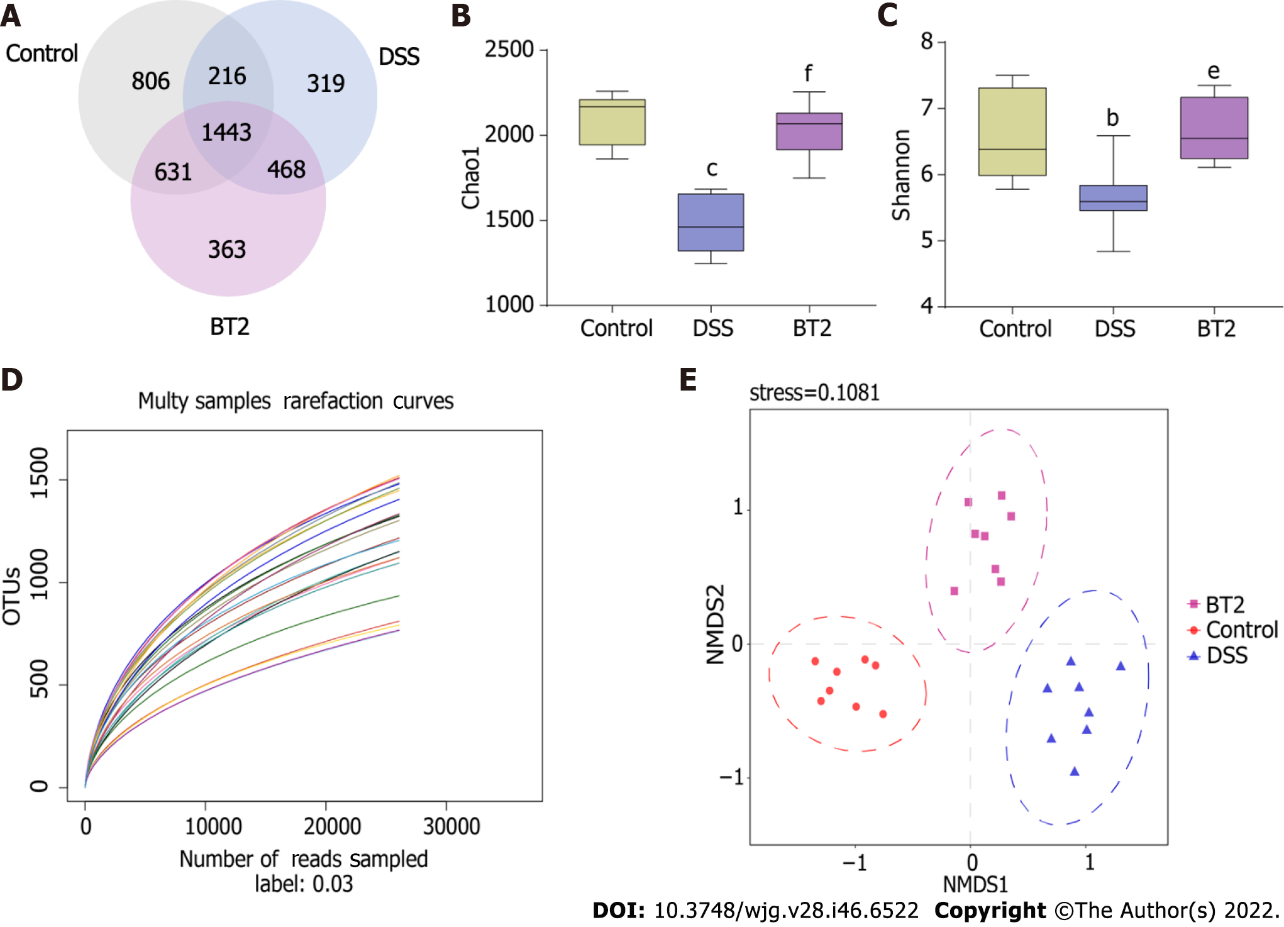 A
Control
DSS
806
216
319
1443
631
468
363
BT2
B
2500
2000
1500
1000
Chao1
c
f
Control
DSS
BT2
C
8
7
6
5
4
Shannon
b
e
Control
DSS
BT2
D
Multy samples rarefaction curves
1500
1000
500
0
OTUs
0
10000
20000
30000
Number of reads sampled
label: 0.03
E
stress=0.1081
1
0
−1
NMDS2
−1
0
1
NMDS1
BT2
Control
DSS
DOI: 10.3748/wjg.v28.i46.6522 Copyright ©The Author(s) 2022.